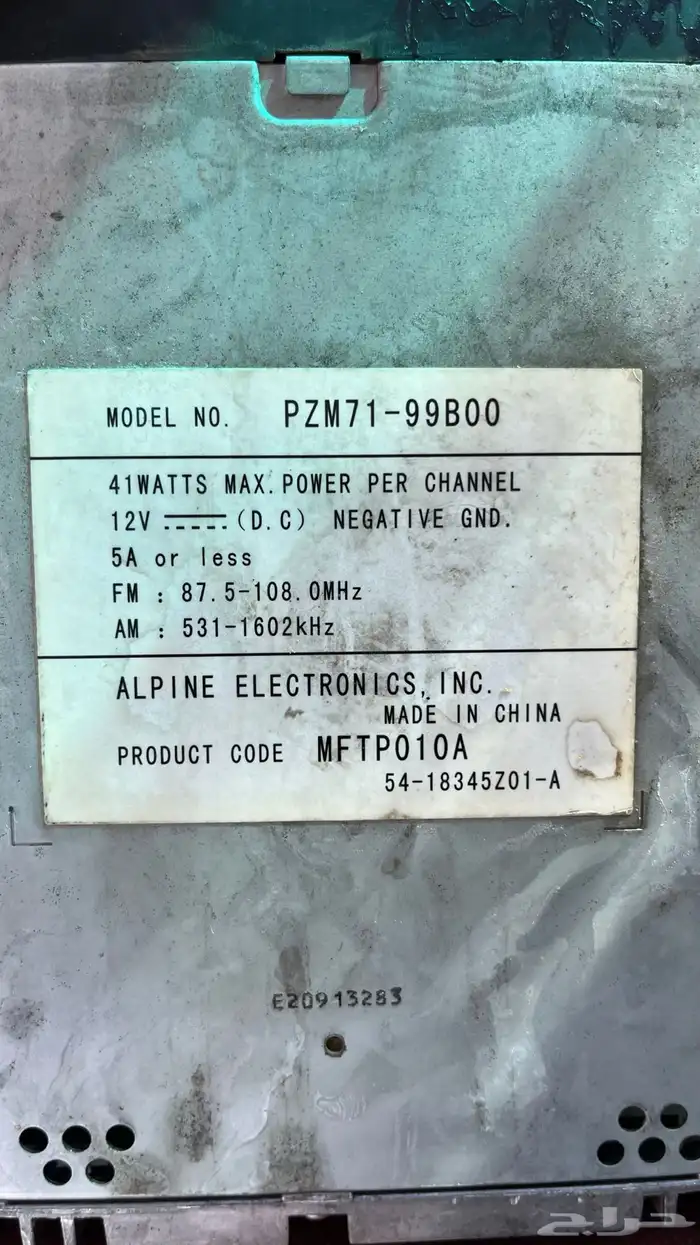 MODEL NO. PZM71-99B00
41WATTS MAX. POWER PER CHANNEL
12V (D.C) NEGATIVE GND.
5A or less
FM : 87.5-108.0MHz
AM : 531-1602kHz
ALPINE ELECTRONICS, INC.
MADE IN CHINA
PRODUCT CODE MFTP010A
54-18345Z01-A
E20913283
حراج